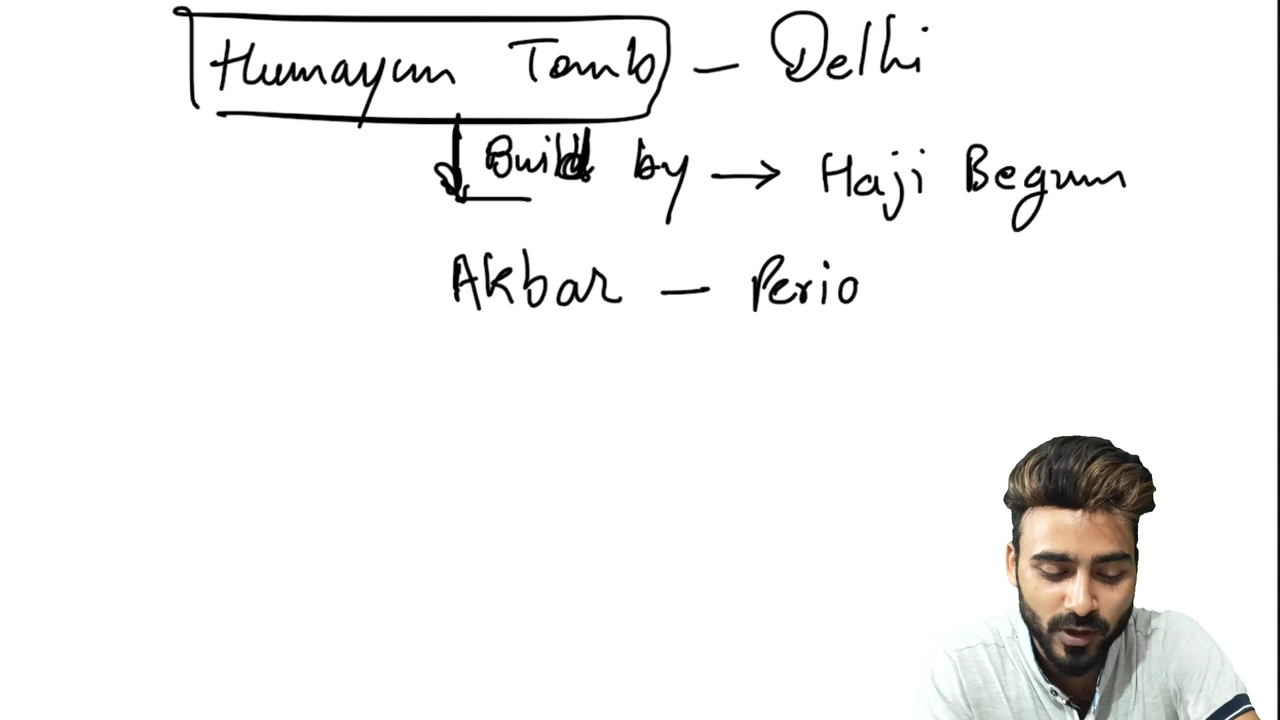 Humayun Tomb – Delhi
Build by → Haji Begum
Akbar – Perio